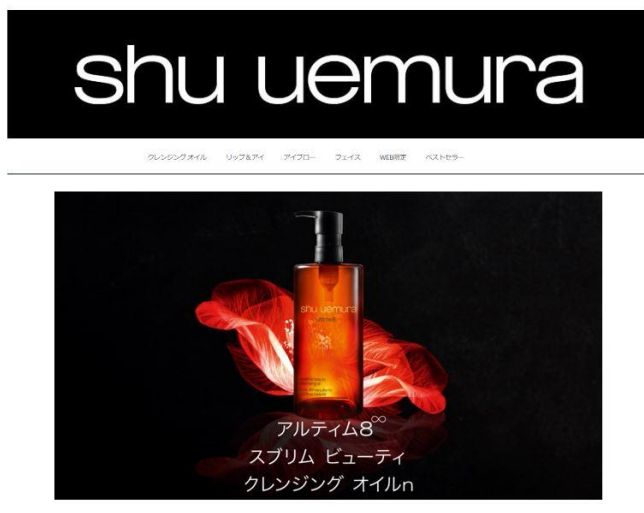 shu uemura
クレンジングオイル リップ＆アイ アイブロー フェイス WEB限定 ベストセラー
shu uemura
アルティム8∞
スブリム ビューティ
クレンジング オイルn